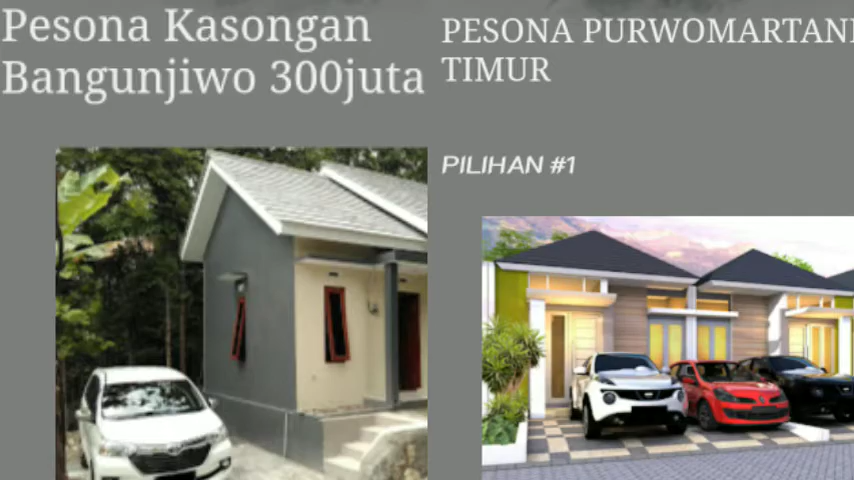 Pesona Kasongan
Bangunjiwo 300juta
PESONA PURWOMARTANI
TIMUR
PILIHAN #1